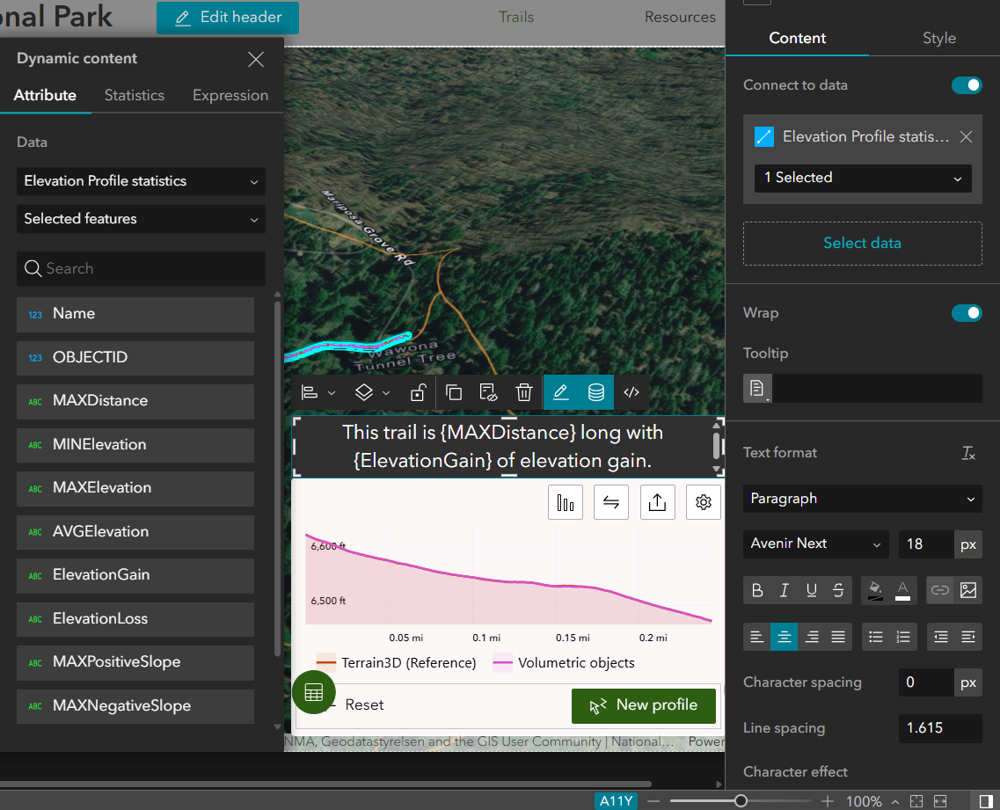 onal Park
Edit header
Trails
Resources
Dynamic content
Attribute
Statistics
Expression
Data
Elevation Profile statistics
Selected features
Search
123 Name
123 OBJECTID
ABC MAXDistance
ABC MINElevation
ABC MAXElevation
ABC AVGElevation
ABC ElevationGain
ABC ElevationLoss
ABC MAXPositiveSlope
ABC MAXNegativeSlope
Mariposa Grove Rd
Wawona
Tunnel Tree
This trail is {MAXDistance} long with
{ElevationGain} of elevation gain.
6,600 ft
6,500 ft
0.05 mi
0.1 mi
0.15 mi
0.2 mi
Terrain3D (Reference)
Volumetric objects
Reset
New profile
NMA, Geodatastyrelsen and the GIS User Community | National…
Power
Content
Style
Connect to data
Elevation Profile statis...
1 Selected
Select data
Wrap
Tooltip
Text format
Paragraph
Avenir Next
18
px
B I U S
A
Character spacing
0
px
Line spacing
1.615
Character effect
A11Y
100%